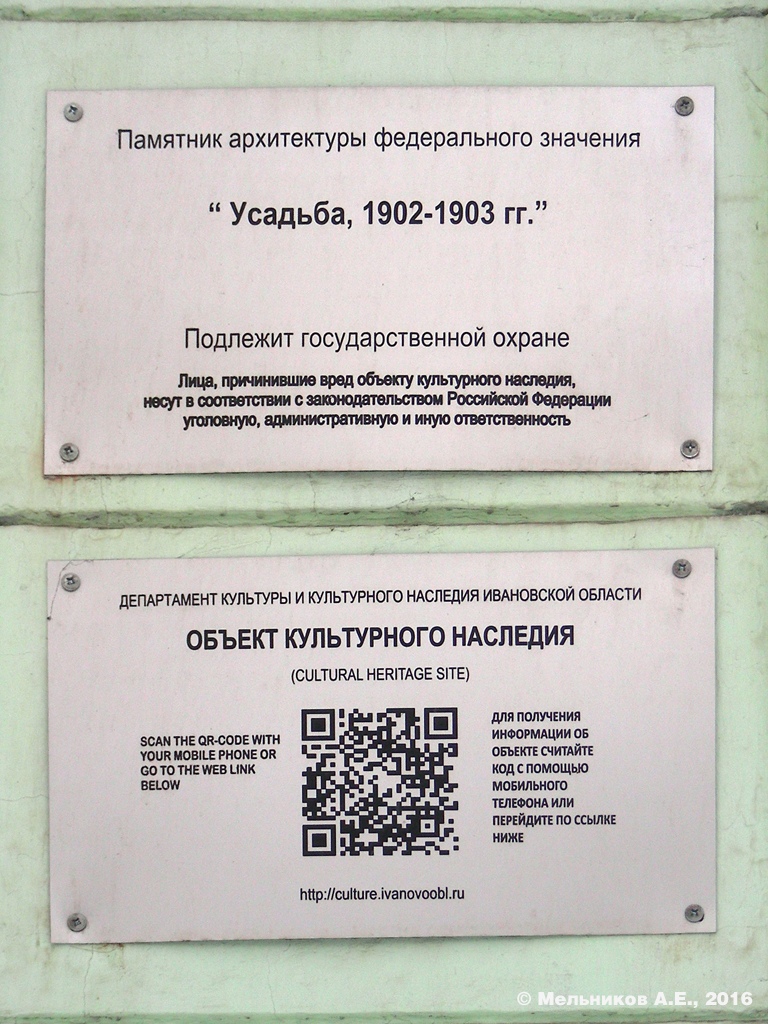 Памятник архитектуры федерального значения
“ Усадьба, 1902-1903 гг.”
Подлежит государственной охране
Лица, причинившие вред объекту культурного наследия,
несут в соответствии с законодательством Российской Федерации
уголовную, административную и иную ответственность
ДЕПАРТАМЕНТ КУЛЬТУРЫ И КУЛЬТУРНОГО НАСЛЕДИЯ ИВАНОВСКОЙ ОБЛАСТИ
ОБЪЕКТ КУЛЬТУРНОГО НАСЛЕДИЯ
(CULTURAL HERITAGE SITE)
SCAN THE QR-CODE WITH
YOUR MOBILE PHONE OR
GO TO THE WEB LINK
BELOW
ДЛЯ ПОЛУЧЕНИЯ
ИНФОРМАЦИИ ОБ
ОБЪЕКТЕ СЧИТАЙТЕ
КОД С ПОМОЩЬЮ
МОБИЛЬНОГО
ТЕЛЕФОНА ИЛИ
ПЕРЕЙДИТЕ ПО ССЫЛКЕ
НИЖЕ
http://culture.ivanovoobl.ru
© Мельников А.Е., 2016